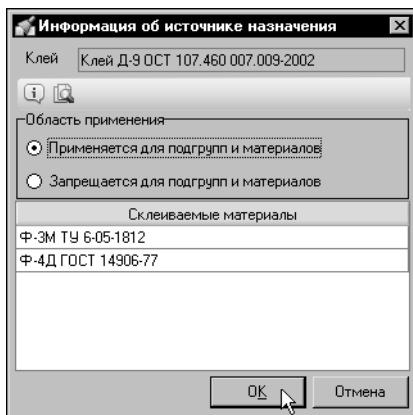 Информация об источнике назначения
Клей Клей Д-9 ОСТ 107.460 007.009-2002
Область применения
Применяется для подгрупп и материалов
Запрещается для подгрупп и материалов
Склеиваемые материалы
Ф-3М ТУ 6-05-1812
Ф-4Д ГОСТ 14906-77
OK Отмена